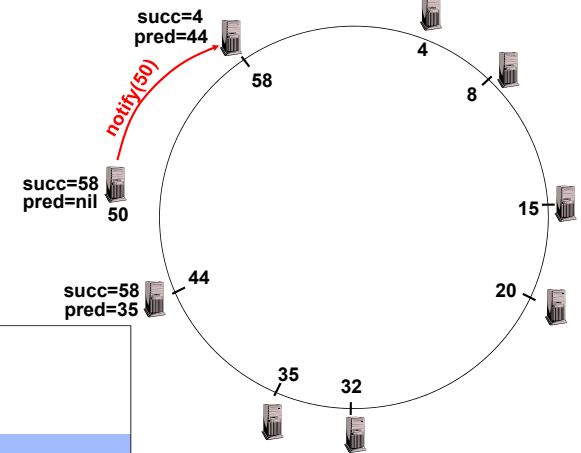 succ=4
pred=44
4
58
8
notify(50)
succ=58
pred=nil
50
15
44
20
succ=58
pred=35
35
32